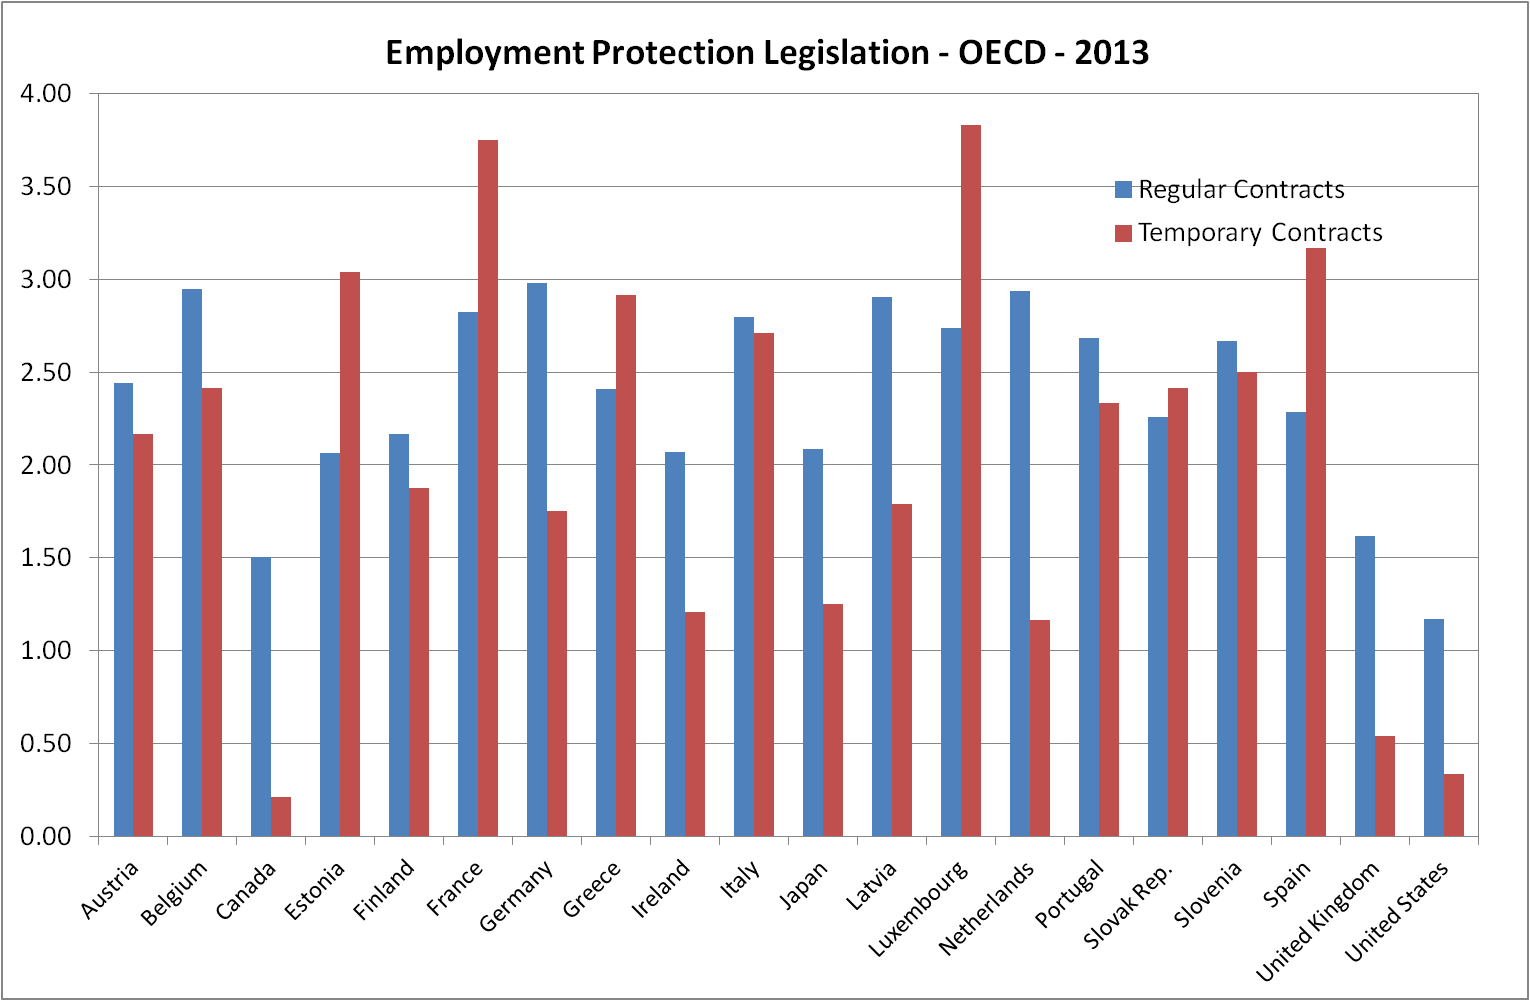 Employment Protection Legislation - OECD - 2013
4.00
3.50
3.00
2.50
2.00
1.50
1.00
0.50
0.00
Regular Contracts
Temporary Contracts
Austria
Belgium
Canada
Estonia
Finland
France
Germany
Greece
Ireland
Italy
Japan
Latvia
Luxembourg
Netherlands
Portugal
Slovak Rep.
Slovenia
Spain
United Kingdom
United States